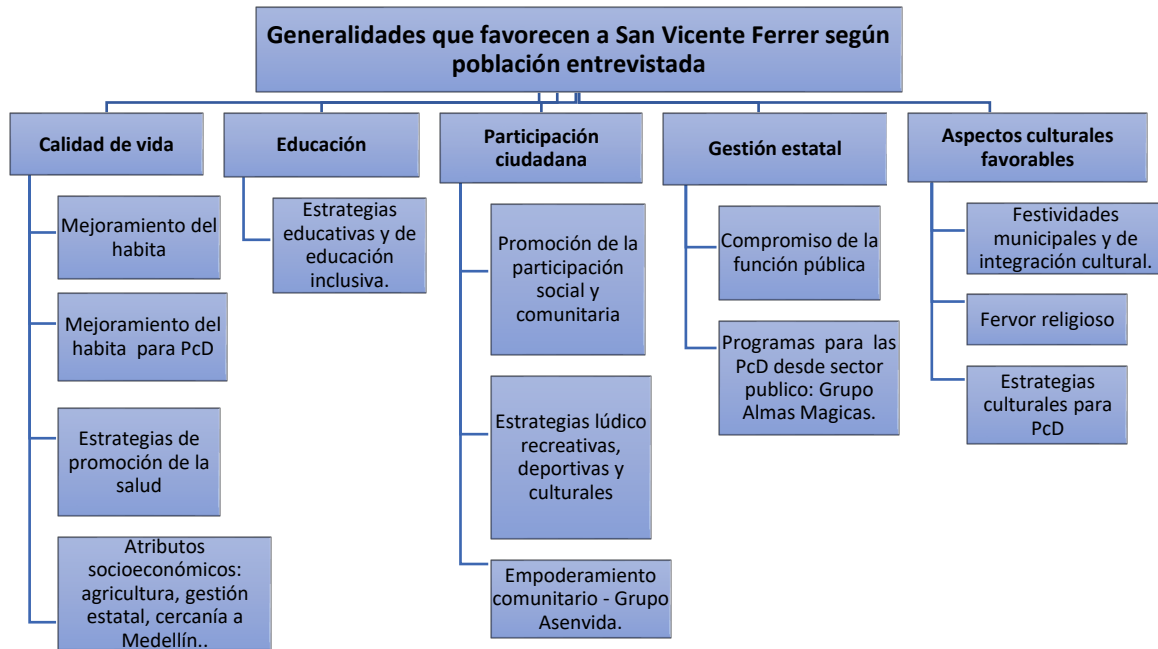 Generalidades que favorecen a San Vicente Ferrer según
población entrevistada
Calidad de vida
Mejoramiento del
habita
Mejoramiento del
habita para PcD
Estrategias de
promoción de la
salud
Atributos
socioeconómicos:
agricultura, gestión
estatal, cercanía a
Medellín..
Educación
Estrategias
educativas y de
educación
inclusiva.
Participación
ciudadana
Promoción de la
participación
social y
comunitaria
Estrategias lúdico
recreativas,
deportivas y
culturales
Empoderamiento
comunitario - Grupo
Asenvida.
Gestión estatal
Compromiso de la
función pública
Programas para las
PcD desde sector
publico: Grupo
Almas Magicas.
Aspectos culturales
favorables
Festividades
municipales y de
integración cultural.
Fervor religioso
Estrategias
culturales para
PcD